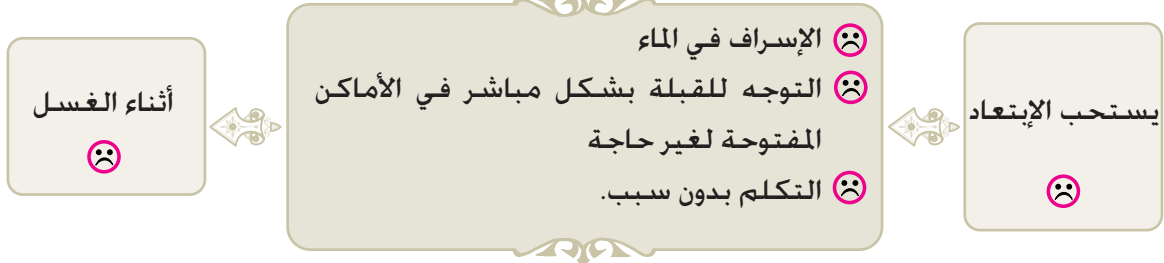 يستحب الإبتعاد
الإسراف في الماء
التوجه للقبلة بشكل مباشر في الأماكن
المفتوحة لغير حاجة
التكلم بدون سبب.
أثناء الغسل